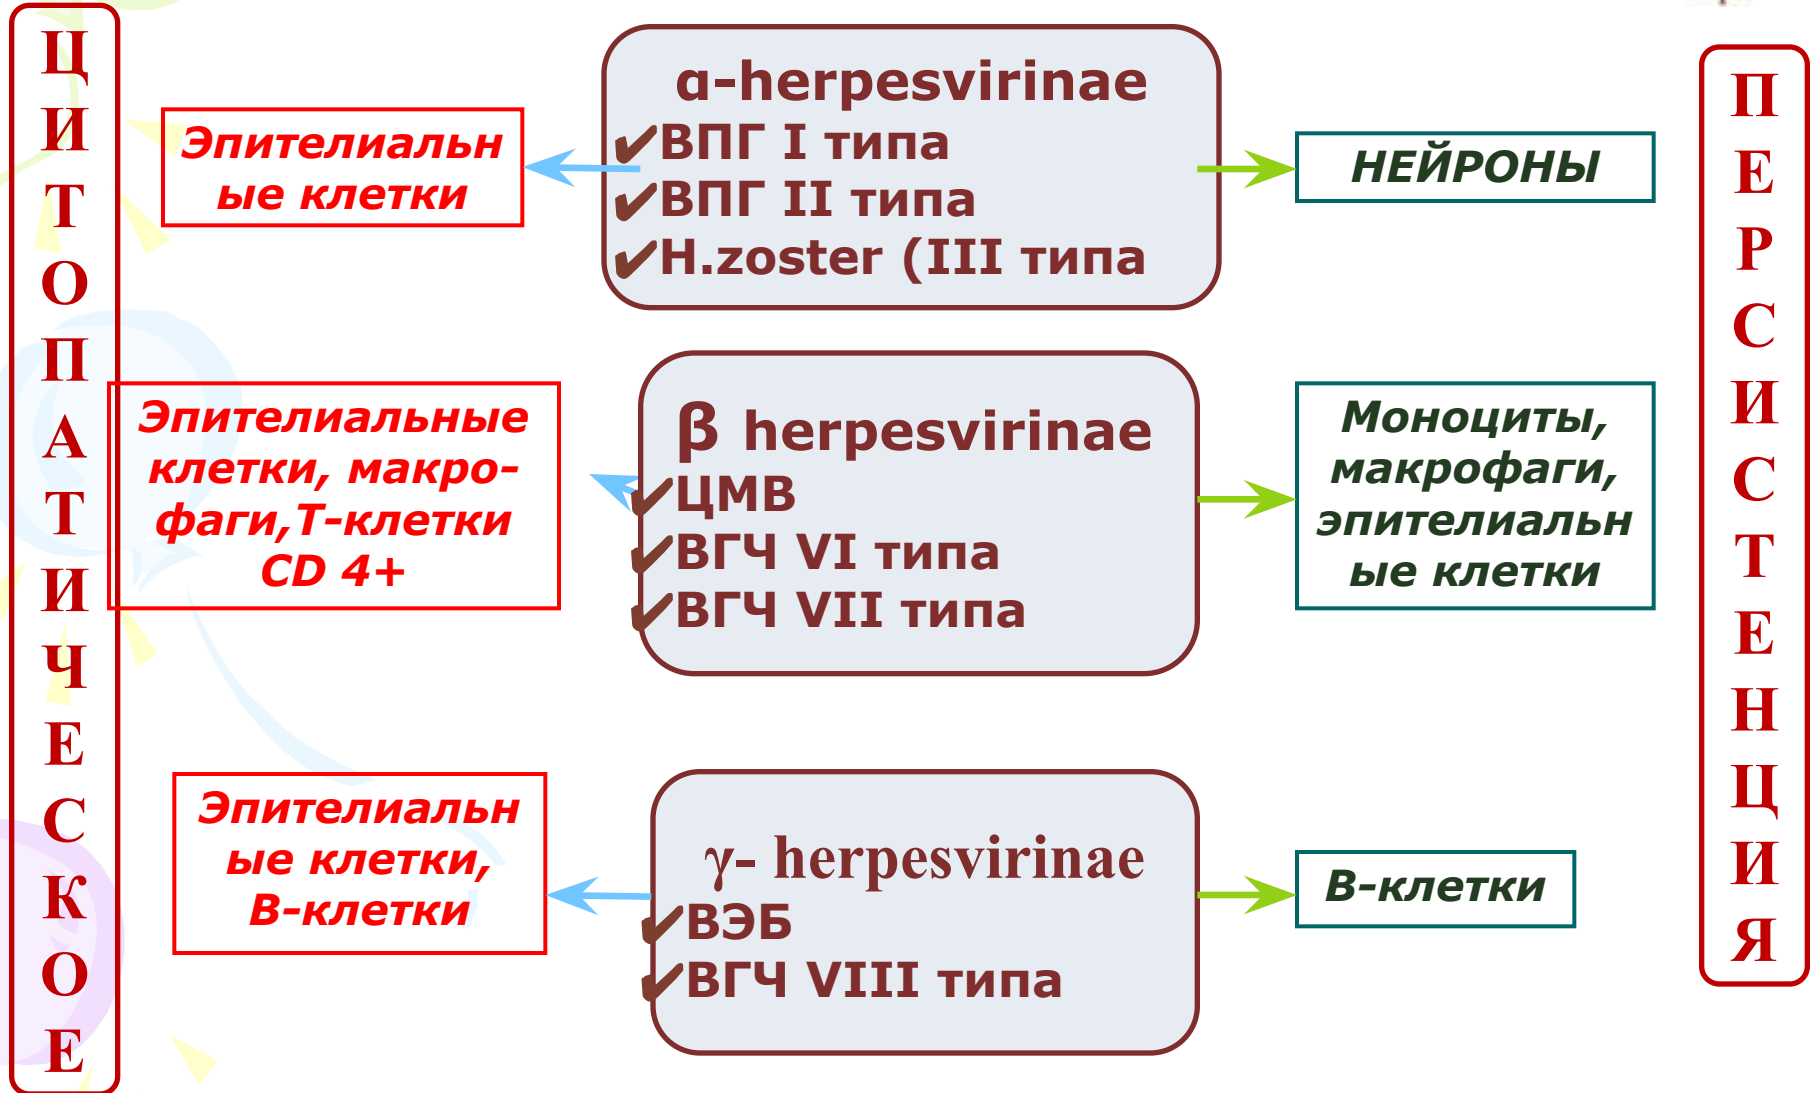 ЦИТОПАТИЧЕСКОЕ
α-herpesvirinae
✔ВПГ I типа
✔ВПГ II типа
✔H.zoster (III типа
Эпителиальн
ые клетки
НЕЙРОНЫ
β herpesvirinae
✔ЦМВ
✔ВГЧ VI типа
✔ВГЧ VII типа
Эпителиальные
клетки, макро-
фаги,Т-клетки
CD 4+
Моноциты,
макрофаги,
эпителиальн
ые клетки
γ- herpesvirinae
✔ВЭБ
✔ВГЧ VIII типа
Эпителиальн
ые клетки,
В-клетки
В-клетки
ПЕРСИСТЕНЦИЯ